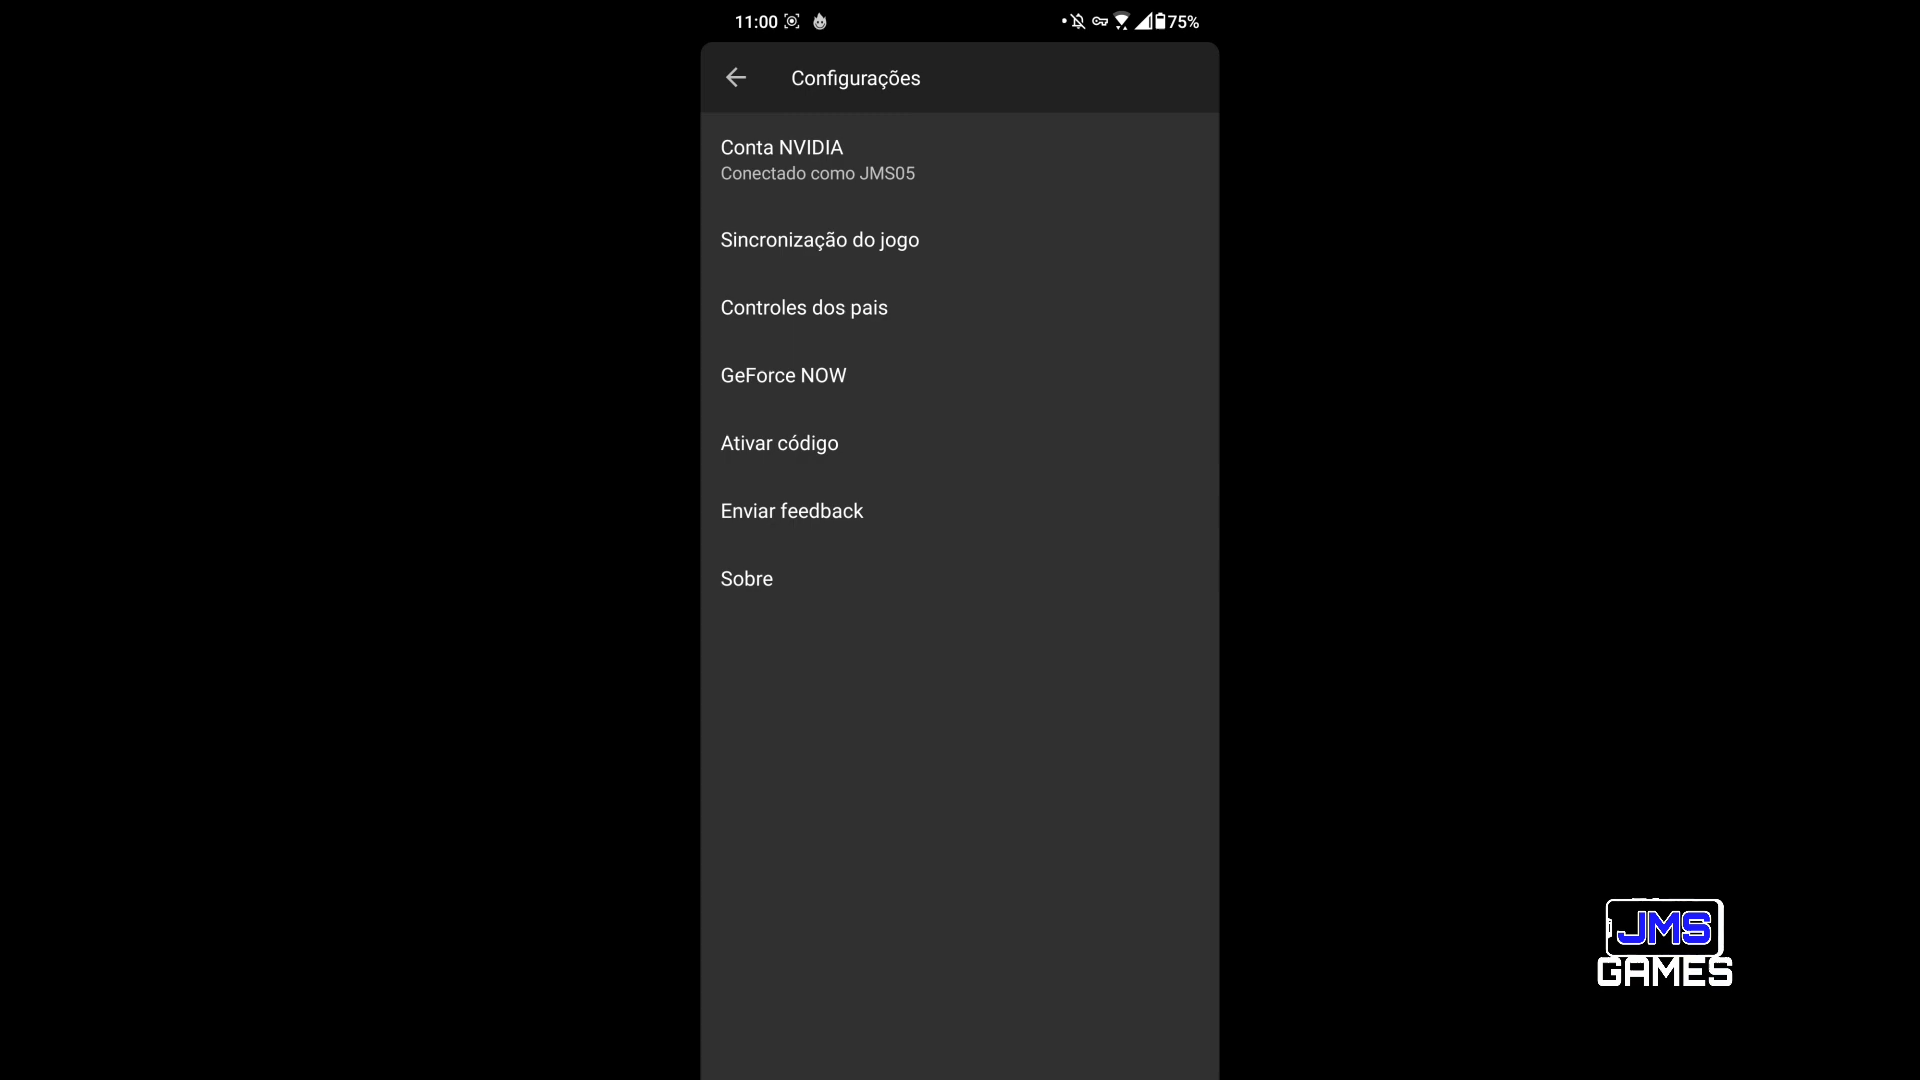 11:00 75%
Configurações
Conta NVIDIA
Conectado como JMS05
Sincronização do jogo
Controles dos pais
GeForce NOW
Ativar código
Enviar feedback
Sobre
JMS
GAMES